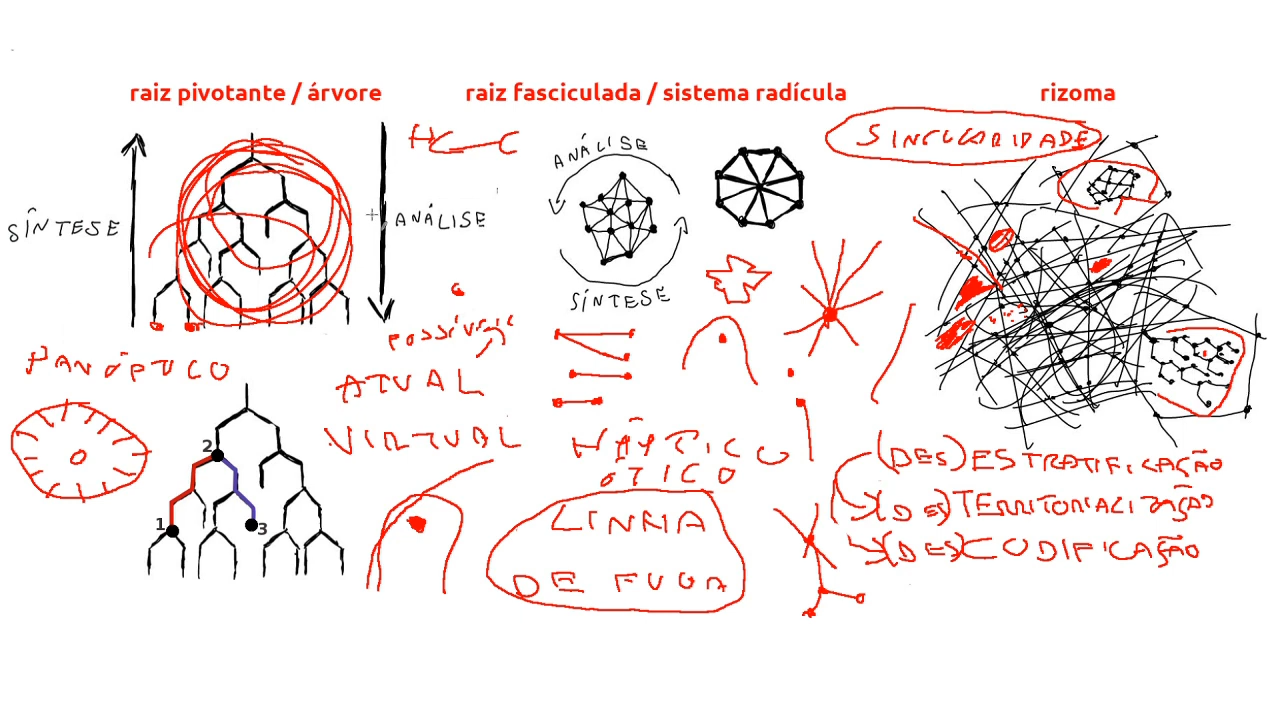 raiz pivotante / árvore
raiz fasciculada / sistema radícula
rizoma
SINGULARIDADE
ANÁLISE
SÍNTESE
ANÁLISE
SÍNTESE
POSSÍVEL
PANÓPTICO
ATUAL
VIRTUAL
HÁPTICO
ÓTICO
2
1
3
LINHA
DE FUGA
(DES)ESTRATIFICAÇÃO
(DES)TERRITORIALIZAÇÃO
(DES)CODIFICAÇÃO